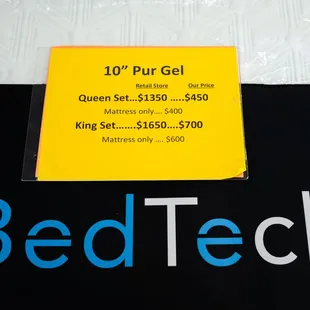 10" Pur Gel
Retail Store Our Price
Queen Set...$1350 .....$450
Mattress only.... $400
King Set.......$1650....$700
Mattress only .... $600
BedTech